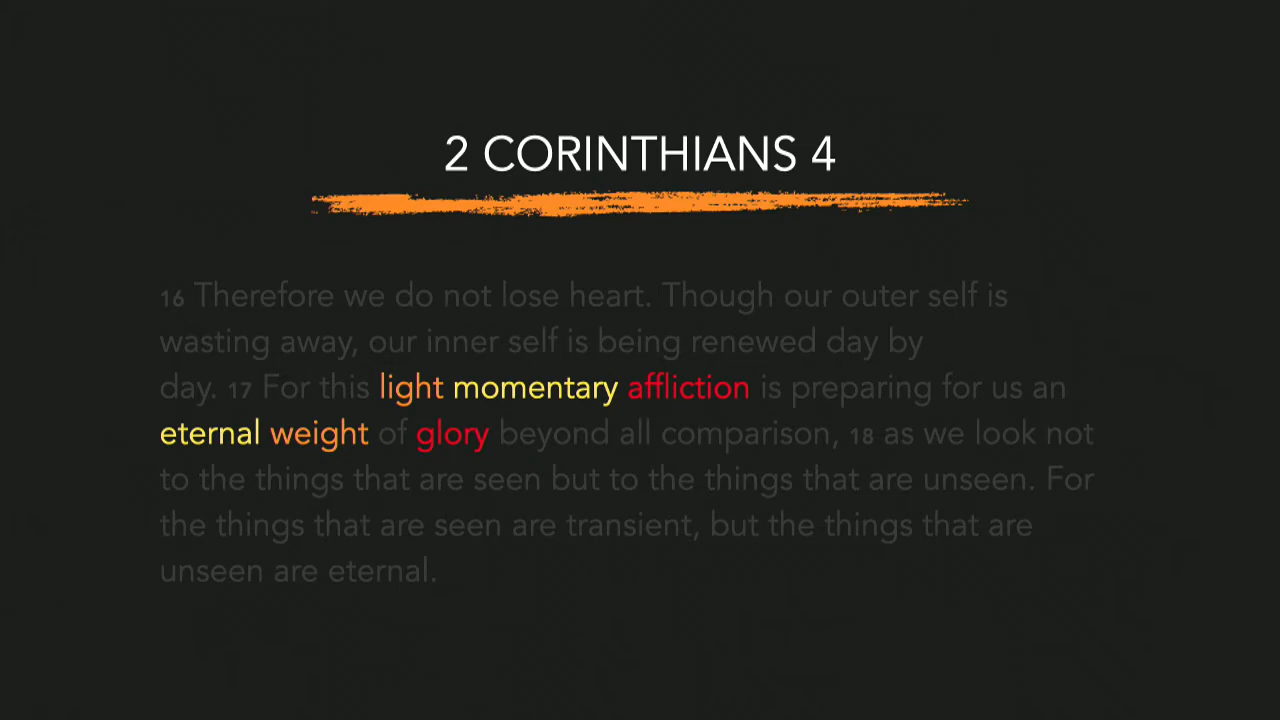 2 CORINTHIANS 4
16 Therefore we do not lose heart. Though our outer self is
wasting away, our inner self is being renewed day by
day. 17 For this light momentary affliction is preparing for us an
eternal weight of glory beyond all comparison, 18 as we look not
to the things that are seen but to the things that are unseen. For
the things that are seen are transient, but the things that are
unseen are eternal.